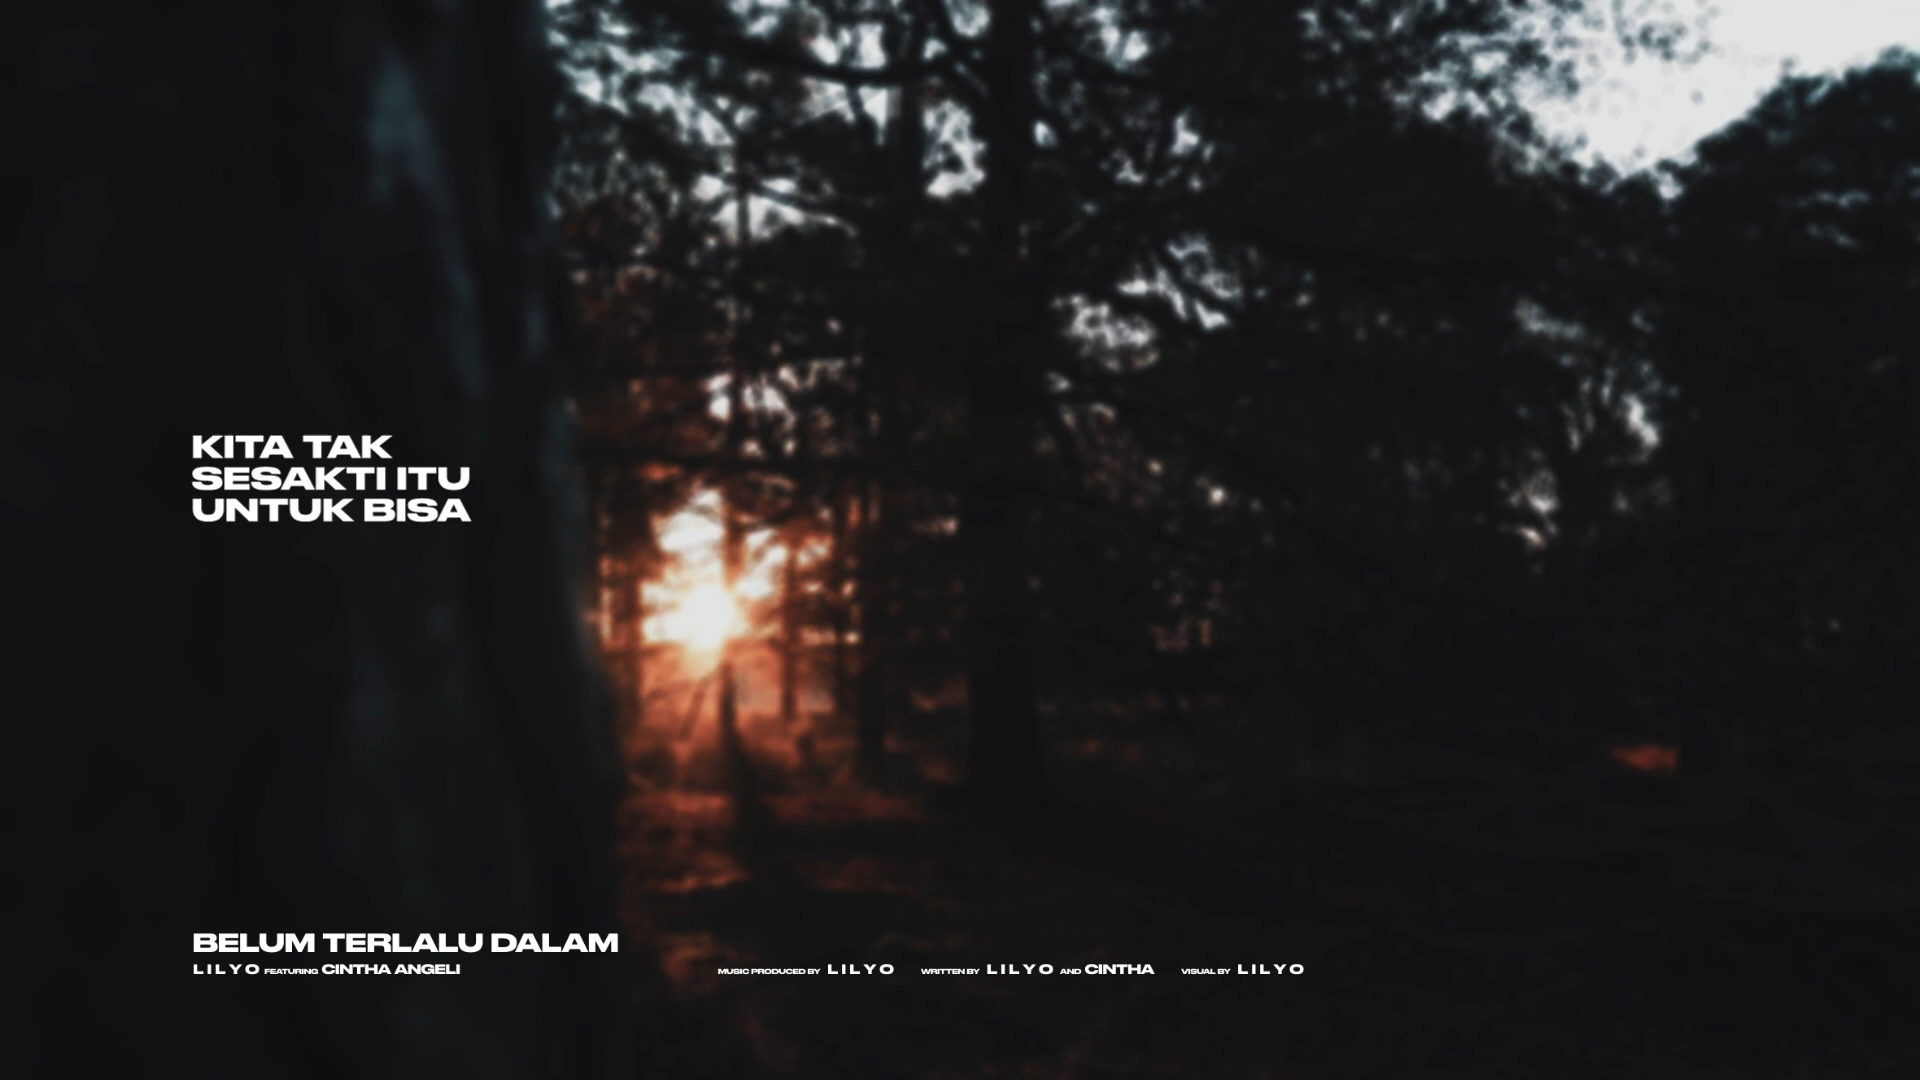 KITA TAK
SESAKTI ITU
UNTUK BISA
BELUM TERLALU DALAM
LILYO FEATURING CINTHA ANGELI
MUSIC PRODUCED BY LILYO WRITTEN BY LILYO AND CINTHA VISUAL BY LILYO